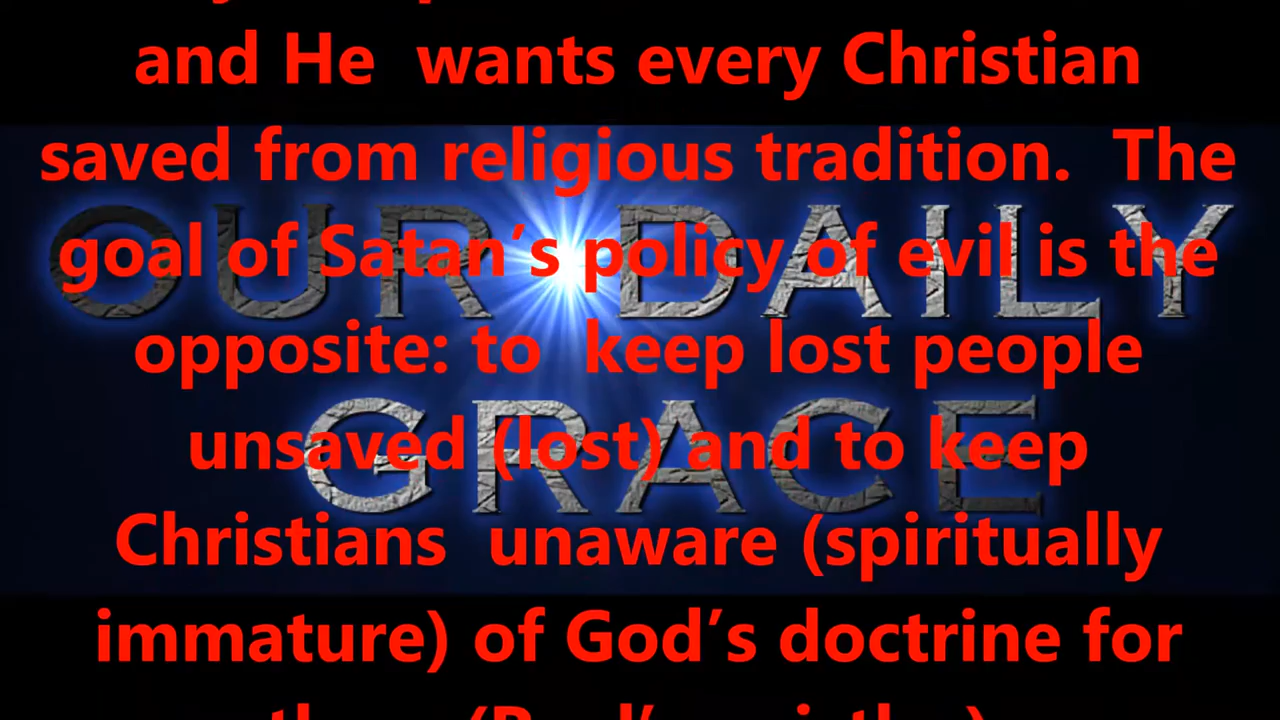 and He  wants every Christian
saved from religious tradition.  The
goal of Satan’s policy of evil is the
opposite: to  keep lost people
unsaved (lost) and to keep
Christians  unaware (spiritually
immature) of God’s doctrine for
OUR DAILY
GRACE